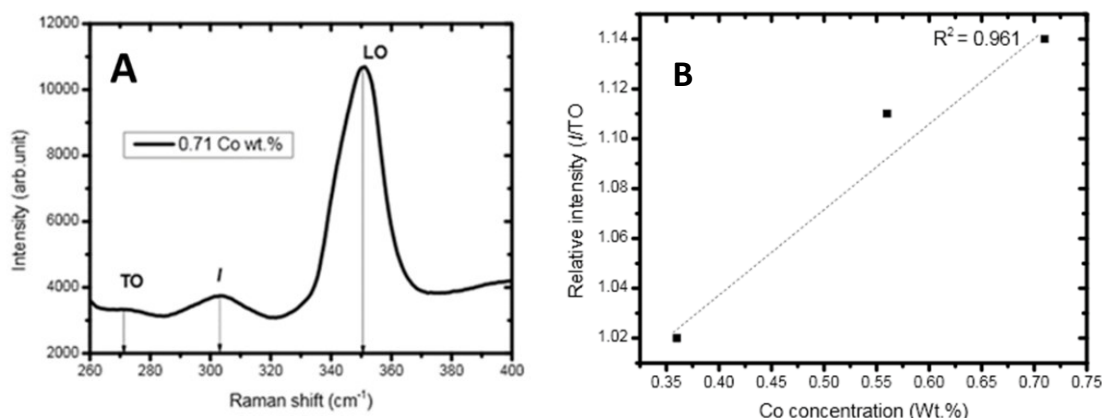 A
LO
0.71 Co wt.%
TO
I
12000
10000
8000
6000
4000
2000
Intensity (arb.unit)
260 280 300 320 340 360 380 400
Raman shift (cm⁻¹)
B
R² = 0.961
1.14
1.12
1.10
1.08
1.06
1.04
1.02
Relative intensity (I/TO)
0.35 0.40 0.45 0.50 0.55 0.60 0.65 0.70 0.75
Co concentration (Wt.%)